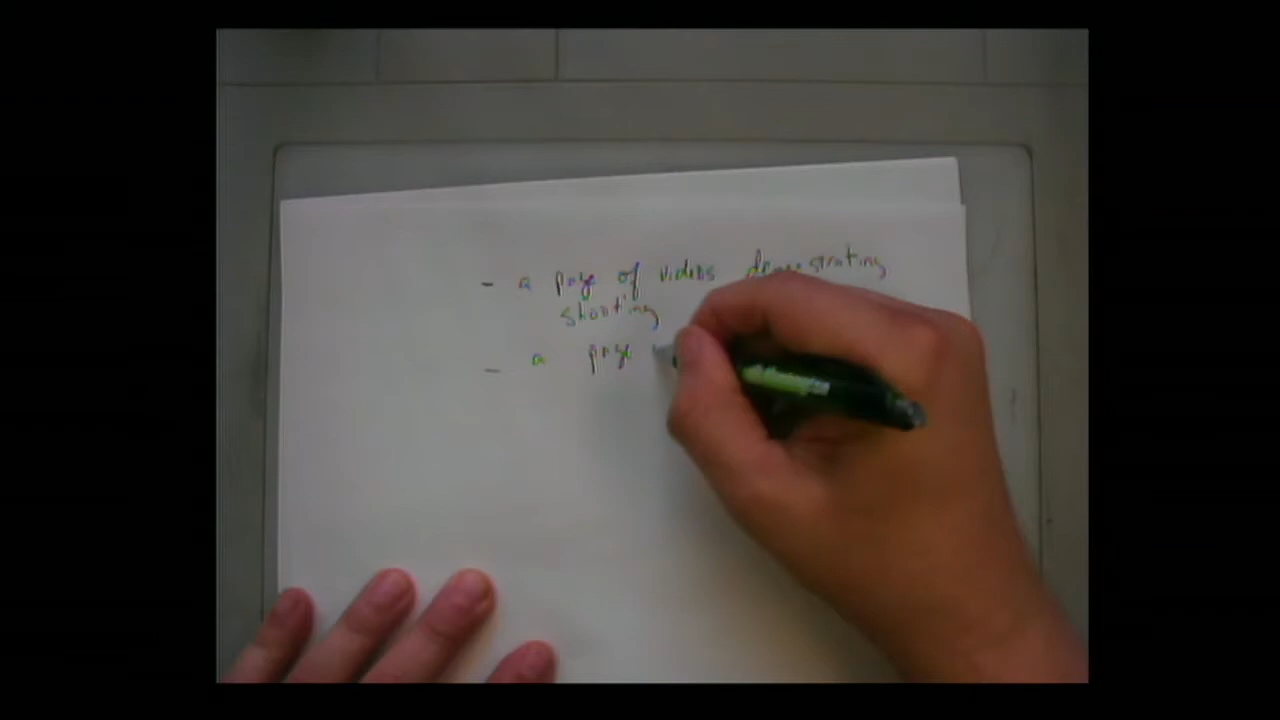 - a page of videos demonstrating
shooting
- a page